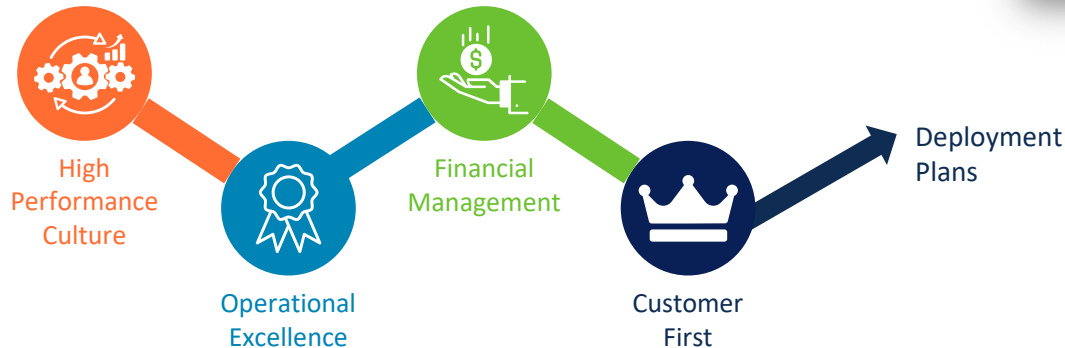 High
Performance
Culture
Operational
Excellence
$
Financial
Management
Customer
First
Deployment
Plans